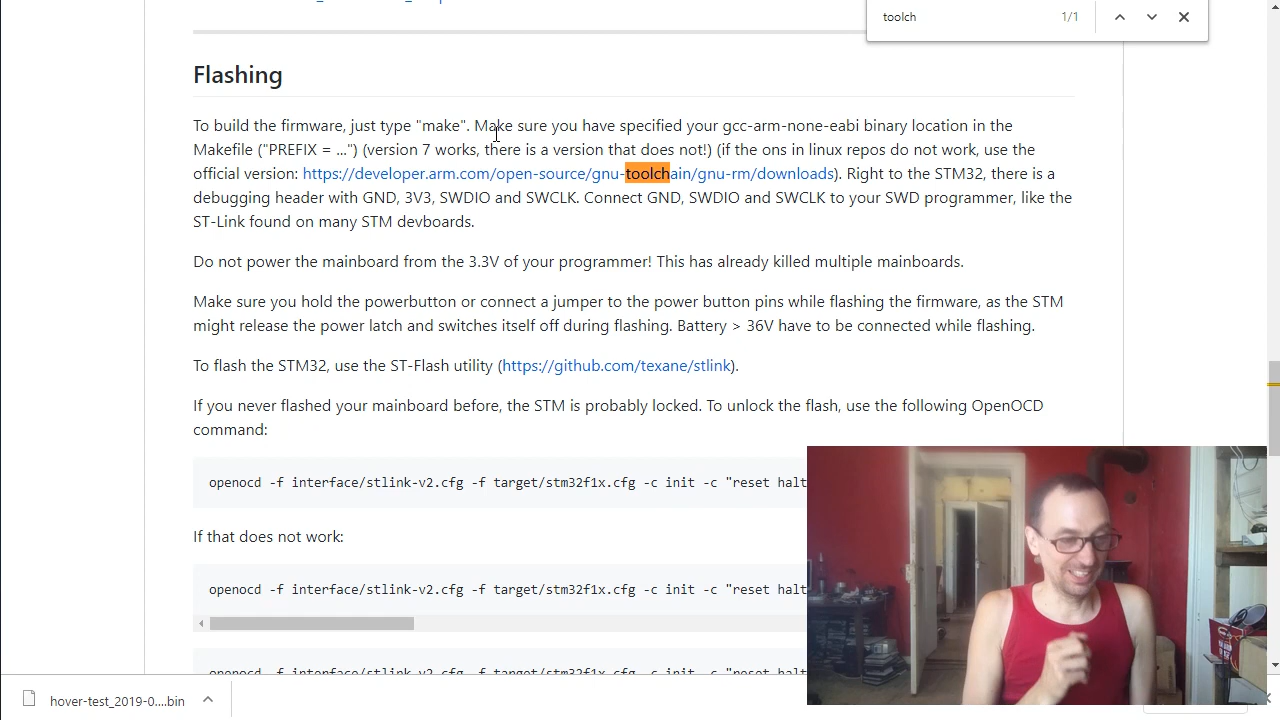 toolch 1/1
Flashing
To build the firmware, just type "make". Make sure you have specified your gcc-arm-none-eabi binary location in the
Makefile ("PREFIX = ...") (version 7 works, there is a version that does not!) (if the ons in linux repos do not work, use the
official version: https://developer.arm.com/open-source/gnu-toolchain/gnu-rm/downloads). Right to the STM32, there is a
debugging header with GND, 3V3, SWDIO and SWCLK. Connect GND, SWDIO and SWCLK to your SWD programmer, like the
ST-Link found on many STM devboards.
Do not power the mainboard from the 3.3V of your programmer! This has already killed multiple mainboards.
Make sure you hold the powerbutton or connect a jumper to the power button pins while flashing the firmware, as the STM
might release the power latch and switches itself off during flashing. Battery > 36V have to be connected while flashing.
To flash the STM32, use the ST-Flash utility (https://github.com/texane/stlink).
If you never flashed your mainboard before, the STM is probably locked. To unlock the flash, use the following OpenOCD
command:
openocd -f interface/stlink-v2.cfg -f target/stm32f1x.cfg -c init -c "reset halt
If that does not work:
openocd -f interface/stlink-v2.cfg -f target/stm32f1x.cfg -c init -c "reset halt
openocd -f interface/stlink-v2.cfg -f target/stm32f1x.cfg -c init -c "reset halt
hover-test_2019-0....bin